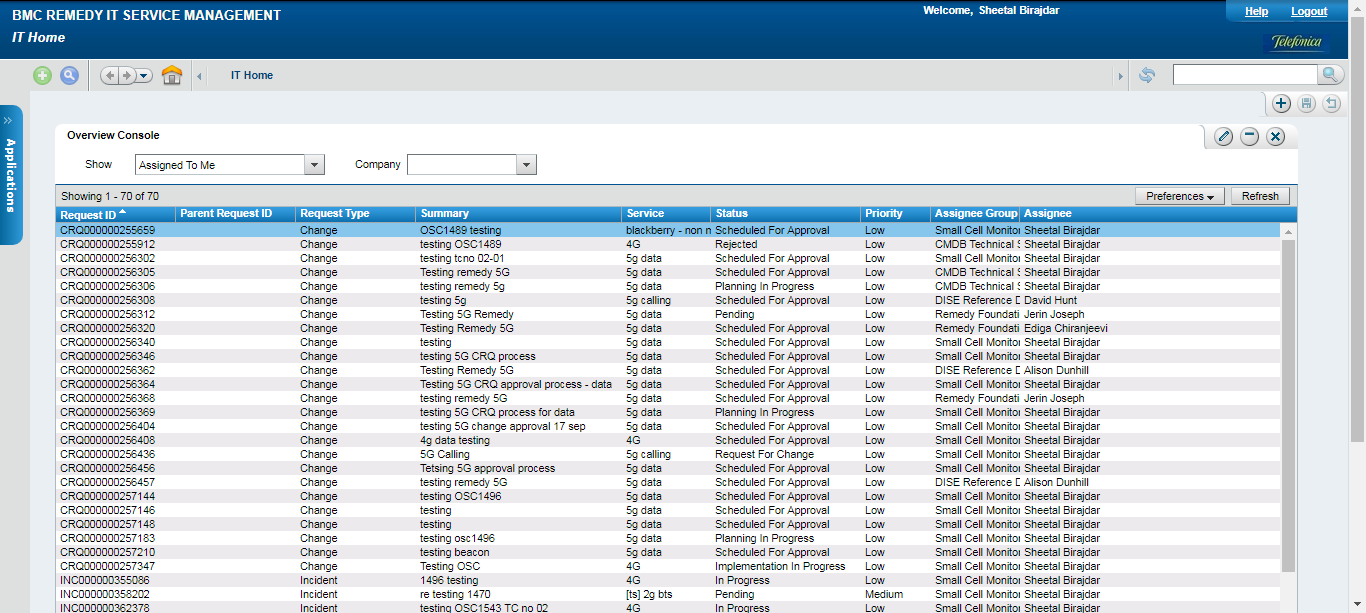 BMC REMEDY IT SERVICE MANAGEMENT
Welcome, Sheetal Birajdar
Help Logout
IT Home
Telefónica
IT Home
Applications
Overview Console
Show Assigned To Me Company
Showing 1 - 70 of 70 Preferences Refresh
Request ID Parent Request ID Request Type Summary Service Status Priority Assignee Group Assignee
CRQ000000255659 Change OSC1489 testing blackberry - non n Scheduled For Approval Low Small Cell Monitor Sheetal Birajdar
CRQ000000255912 Change testing OSC1489 4G Rejected Low CMDB Technical S Sheetal Birajdar
CRQ000000256302 Change testing tcno 02-01 5g data Scheduled For Approval Low Small Cell Monitor Sheetal Birajdar
CRQ000000256305 Change Testing remedy 5G 5g data Scheduled For Approval Low CMDB Technical S Sheetal Birajdar
CRQ000000256306 Change testing remedy 5g 5g data Planning In Progress Low CMDB Technical S Sheetal Birajdar
CRQ000000256308 Change testing 5g 5g calling Scheduled For Approval Low DISE Reference D David Hunt
CRQ000000256312 Change Testing 5G Remedy 5g data Pending Low Remedy Foundati Jerin Joseph
CRQ000000256320 Change Testing Remedy 5G 5g data Scheduled For Approval Low Remedy Foundati Ediga Chiranjeevi
CRQ000000256340 Change testing 5g data Scheduled For Approval Low Small Cell Monitor Sheetal Birajdar
CRQ000000256346 Change testing 5G CRQ process 5g data Scheduled For Approval Low Small Cell Monitor Sheetal Birajdar
CRQ000000256362 Change Testing Remedy 5G 5g data Scheduled For Approval Low DISE Reference D Alison Dunhill
CRQ000000256364 Change Testing 5G CRQ approval process - data 5g data Scheduled For Approval Low Small Cell Monitor Sheetal Birajdar
CRQ000000256368 Change testing remedy 5G 5g data Scheduled For Approval Low Remedy Foundati Jerin Joseph
CRQ000000256369 Change testing 5G CRQ process for data 5g data Planning In Progress Low Small Cell Monitor Sheetal Birajdar
CRQ000000256404 Change testing 5G change approval 17 sep 5g data Scheduled For Approval Low Small Cell Monitor Sheetal Birajdar
CRQ000000256408 Change 4g data testing 4G Scheduled For Approval Low Small Cell Monitor Sheetal Birajdar
CRQ000000256436 Change 5G Calling 5g calling Request For Change Low Small Cell Monitor Sheetal Birajdar
CRQ000000256456 Change Tetsing 5G approval process 5g data Scheduled For Approval Low Small Cell Monitor Sheetal Birajdar
CRQ000000256457 Change testing remedy 5G 5g data Scheduled For Approval Low DISE Reference D Alison Dunhill
CRQ000000257144 Change testing OSC1496 5g data Scheduled For Approval Low Small Cell Monitor Sheetal Birajdar
CRQ000000257146 Change testing 5g data Scheduled For Approval Low Small Cell Monitor Sheetal Birajdar
CRQ000000257148 Change testing 5g data Scheduled For Approval Low Small Cell Monitor Sheetal Birajdar
CRQ000000257183 Change testing osc1496 5g data Planning In Progress Low Small Cell Monitor Sheetal Birajdar
CRQ000000257210 Change testing beacon 5g data Scheduled For Approval Low Small Cell Monitor Sheetal Birajdar
CRQ000000257347 Change Testing OSC 4G Implementation In Progress Low Small Cell Monitor Sheetal Birajdar
INC000000355086 Incident 1496 testing 4G In Progress Low Small Cell Monitor Sheetal Birajdar
INC000000358202 Incident re testing 1470 [ts] 2g bts Pending Medium Small Cell Monitor Sheetal Birajdar
INC000000362378 Incident testing OSC1543 TC no 02 4G In Progress Low Small Cell Monitor Sheetal Birajdar